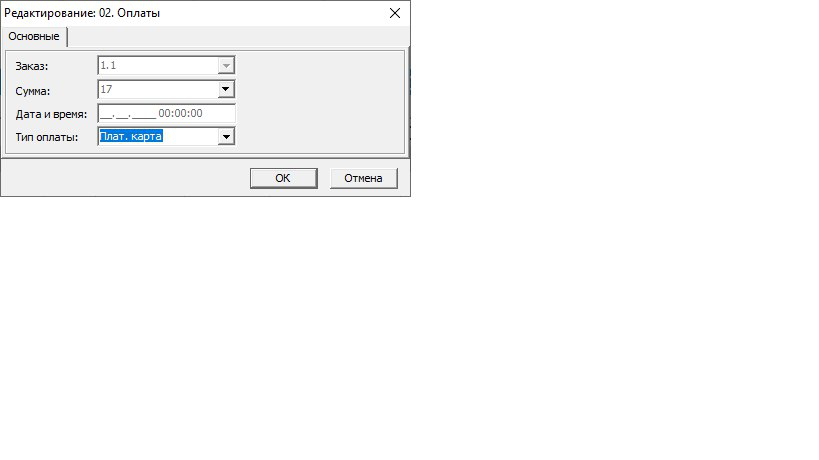 Редактирование: 02. Оплаты
Основные
Заказ: 1.1
Сумма: 17
Дата и время: __.__.____ 00:00:00
Тип оплаты: Плат. карта
ОК Отмена